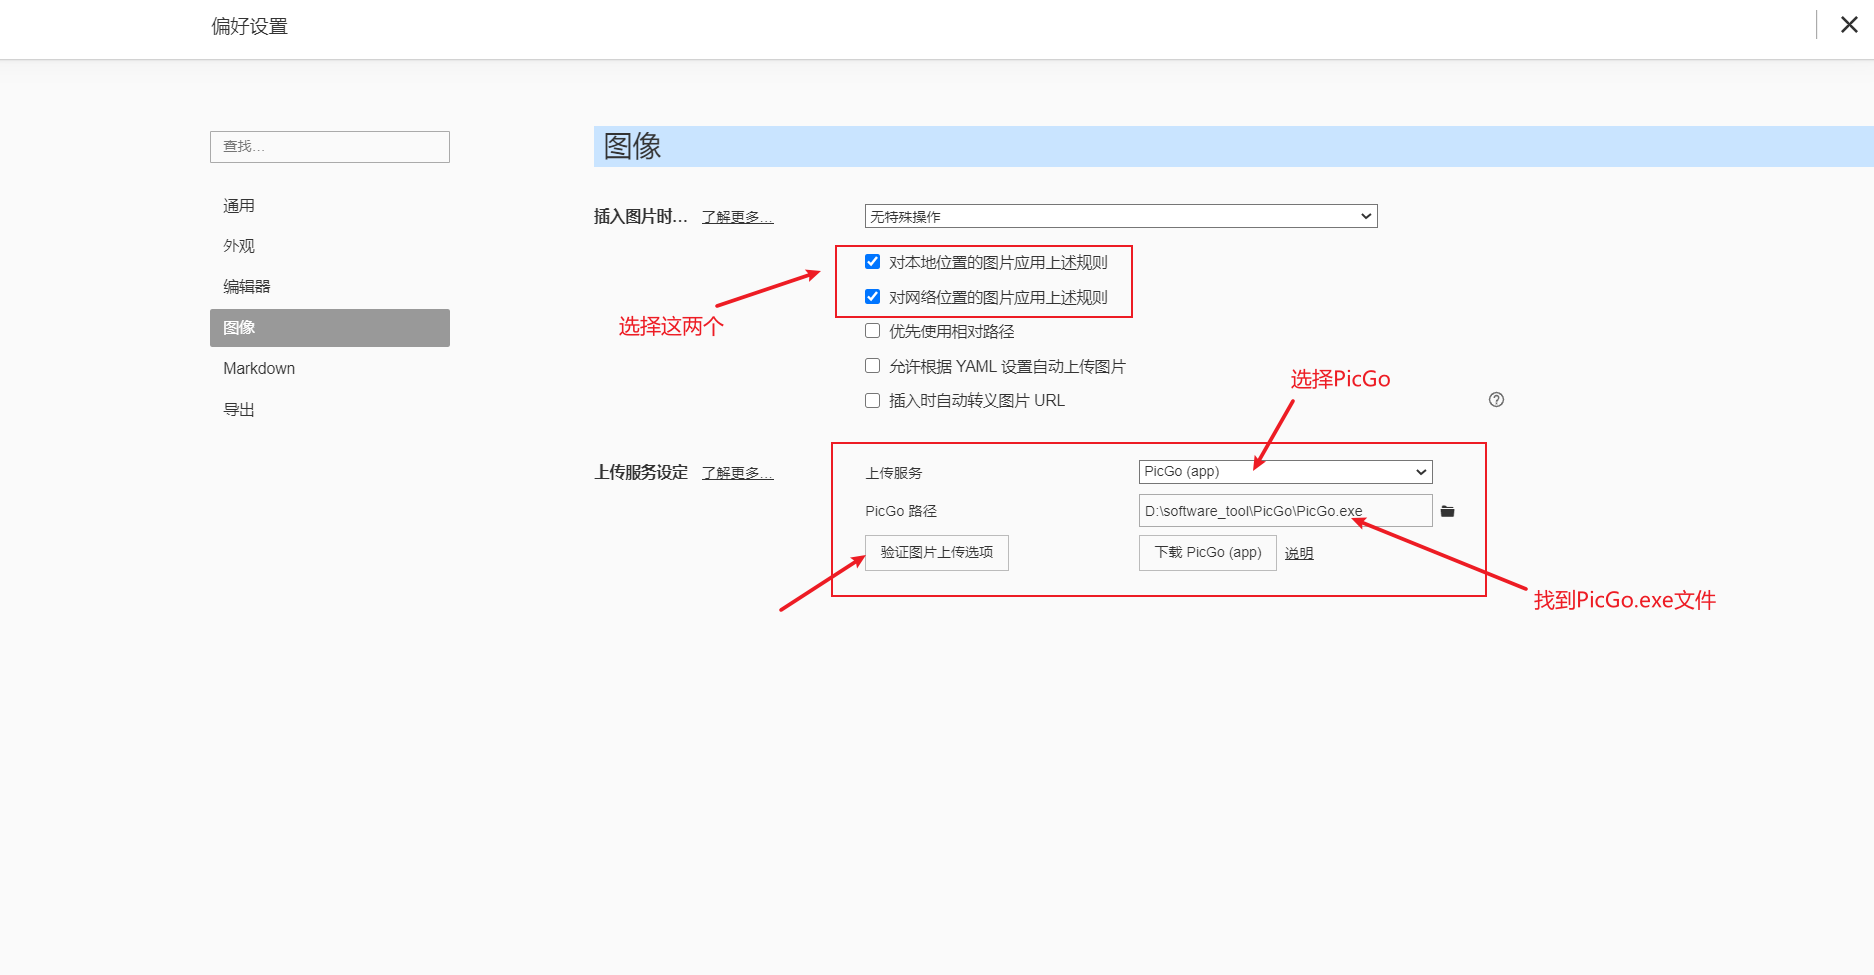 偏好设置
查找...
通用
外观
编辑器
图像
Markdown
导出
图像
插入图片时... 了解更多... 无特殊操作
对本地位置的图片应用上述规则
对网络位置的图片应用上述规则
选择这两个
优先使用相对路径
允许根据 YAML 设置自动上传图片
选择PicGo
插入时自动转义图片 URL
上传服务设定 了解更多... 上传服务 PicGo (app)
PicGo 路径 D:\software_tool\PicGo\PicGo.exe
验证图片上传选项 下载 PicGo (app) 说明
找到PicGo.exe文件